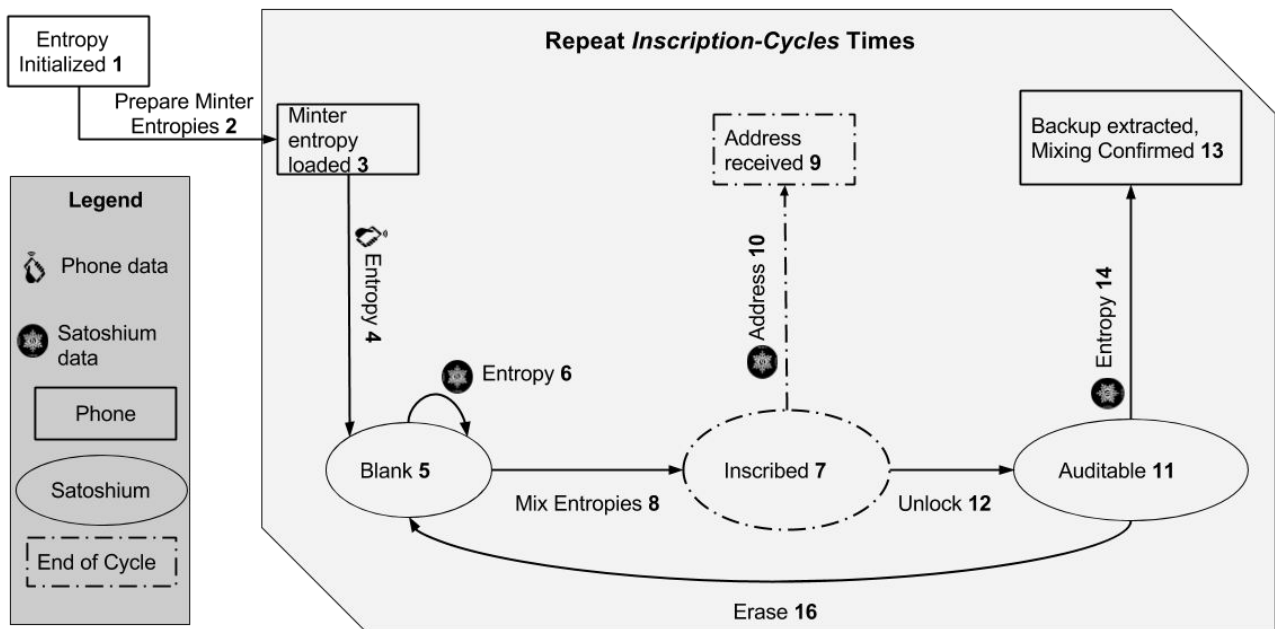 Entropy
Initialized 1
Repeat Inscription-Cycles Times
Prepare Minter
Entropies 2
Minter
entropy
loaded 3
Address
received 9
Backup extracted,
Mixing Confirmed 13
Legend
Phone data
Satoshium
data
Phone
Satoshium
End of Cycle
Entropy 4
Entropy 6
Address 10
Entropy 14
Blank 5
Mix Entropies 8
Inscribed 7
Unlock 12
Auditable 11
Erase 16